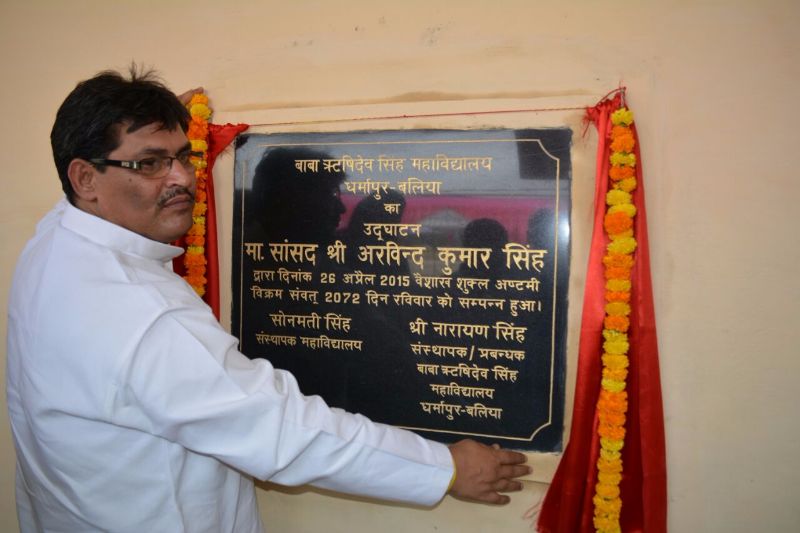 बाबा ऋषिदेव सिंह महाविद्यालय
धर्मापुर-बलिया
का
उद्घाटन
मा. सांसद श्री अरविन्द कुमार सिंह
द्वारा दिनांक 26 अप्रैल 2015 वैशाख शुक्ल अष्टमी
विक्रम संवत् 2072 दिन रविवार को सम्पन्न हुआ।
सोनमती सिंह
संस्थापक महाविद्यालय
श्री नारायण सिंह
संस्थापक/प्रबन्धक
बाबा ऋषिदेव सिंह
महाविद्यालय
धर्मापुर-बलिया